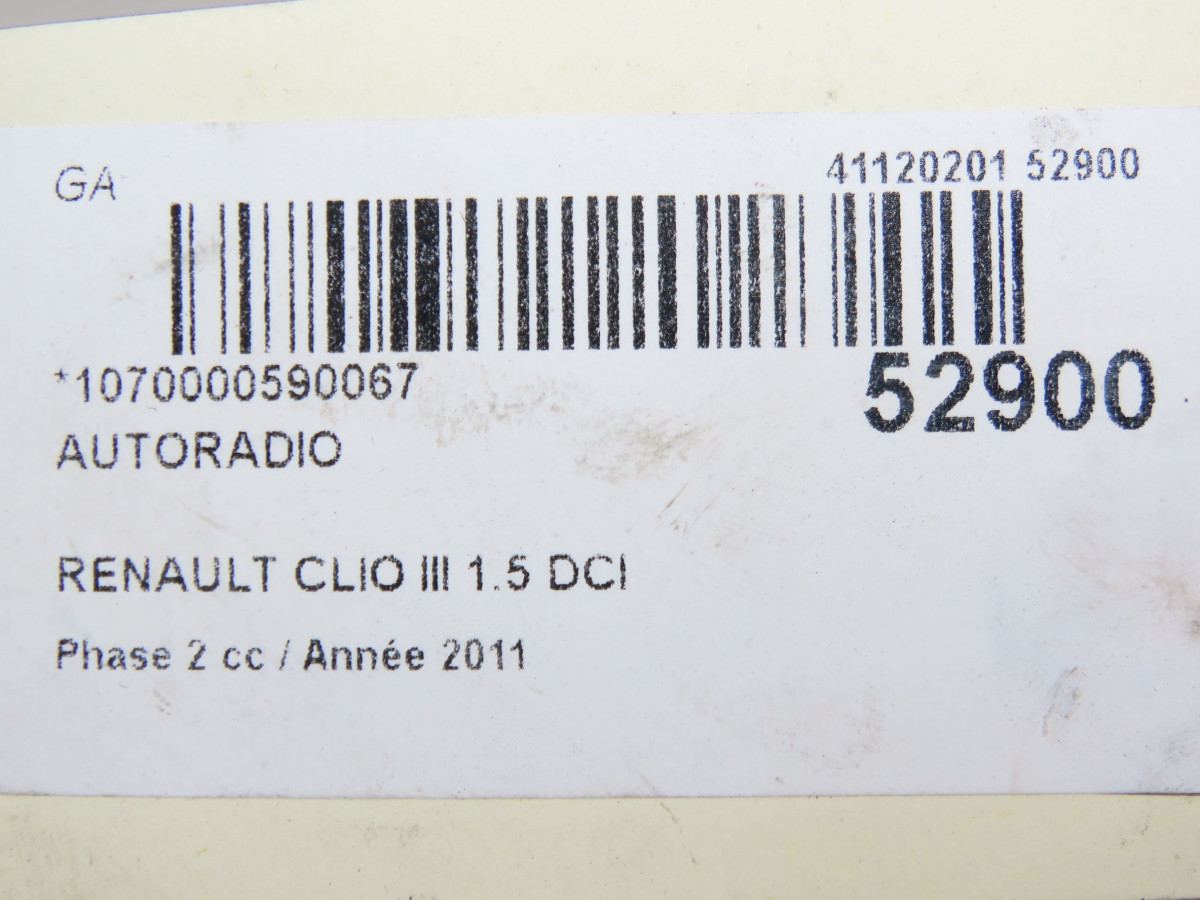 GA
41120201 52900
*1070000590067
52900
AUTORADIO
RENAULT CLIO III 1.5 DCI
Phase 2 cc / Année 2011